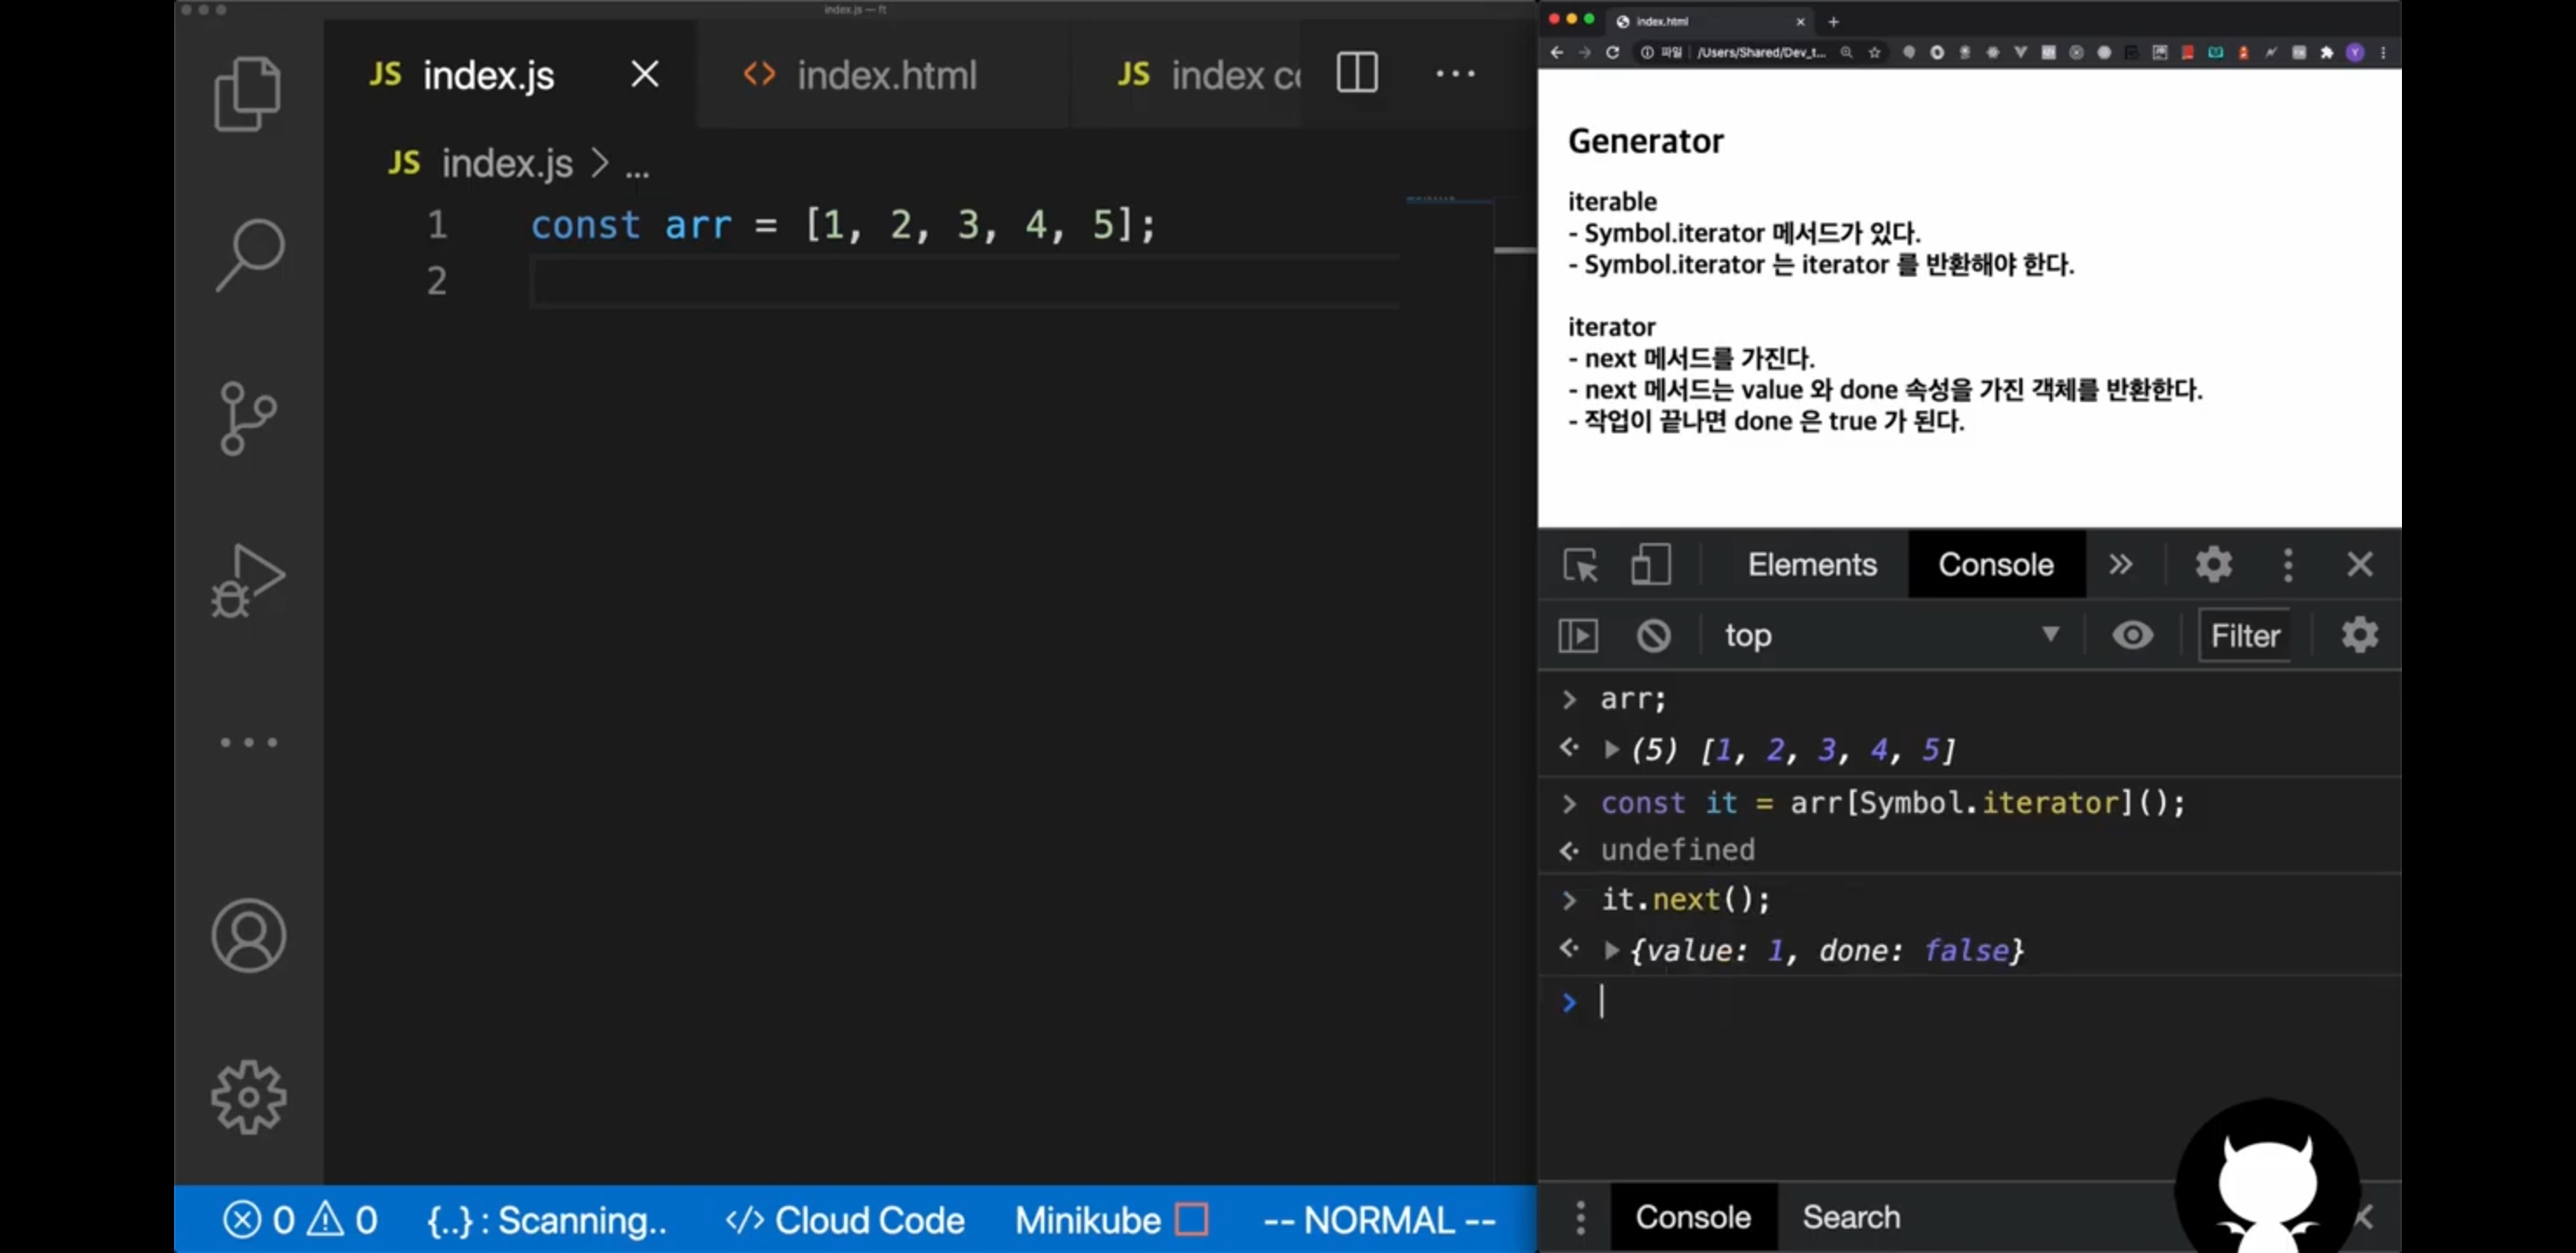 index.js — ft
JS index.js
index.html
JS index c
JS index.js > ...
1 const arr = [1, 2, 3, 4, 5];
2
{..} : Scanning..
0 0
</> Cloud Code
Minikube
-- NORMAL --
index.html
파일 | /Users/Shared/Dev_t...
Generator
iterable
- Symbol.iterator 메서드가 있다.
- Symbol.iterator 는 iterator 를 반환해야 한다.
iterator
- next 메서드를 가진다.
- next 메서드는 value 와 done 속성을 가진 객체를 반환한다.
- 작업이 끝나면 done 은 true 가 된다.
Elements Console »
top Filter
> arr;
(5) [1, 2, 3, 4, 5]
> const it = arr[Symbol.iterator]();
undefined
> it.next();
{value: 1, done: false}
>
Console Search